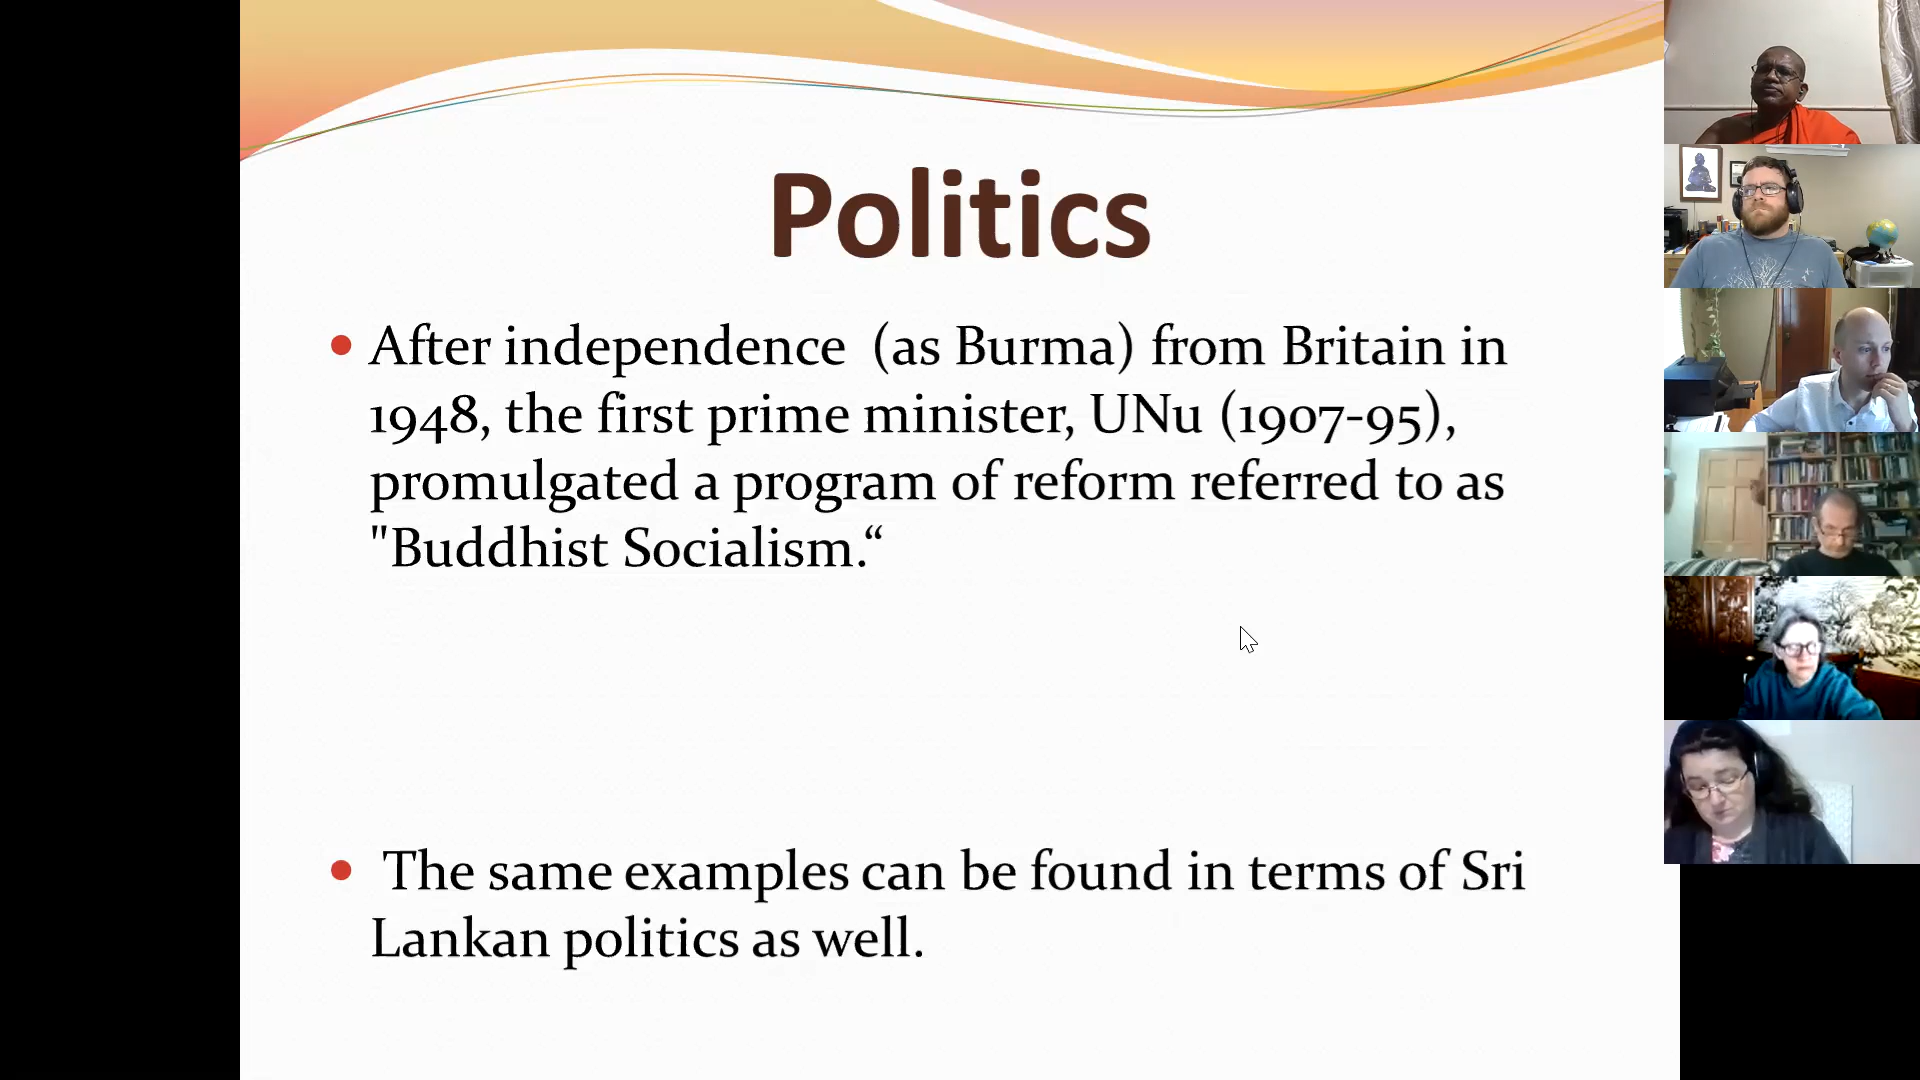 Politics
• After independence  (as Burma) from Britain in
1948, the first prime minister, UNu (1907-95),
promulgated a program of reform referred to as
"Buddhist Socialism.“
•  The same examples can be found in terms of Sri
Lankan politics as well.